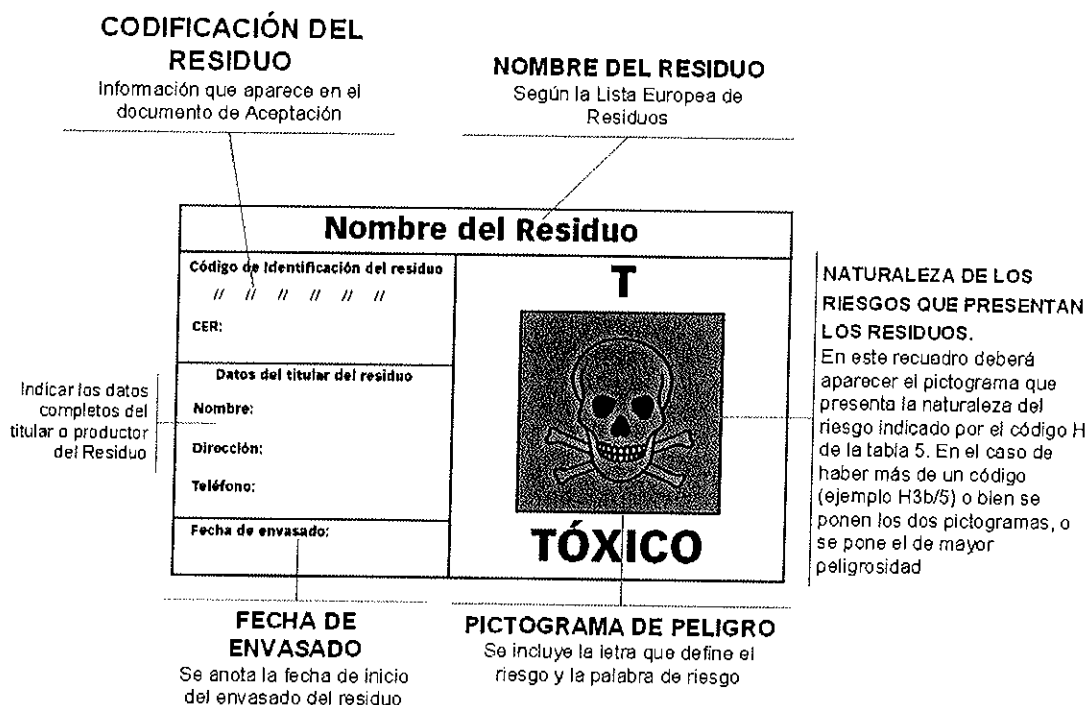 CODIFICACIÓN DEL
RESIDUO
Información que aparece en el
documento de Aceptación
NOMBRE DEL RESIDUO
Según la Lista Europea de
Residuos
Nombre del Residuo
Código de Identificación del residuo
// // // // // //
CER:
Datos del titular del residuo
Nombre:
Dirección:
Teléfono:
Fecha de envasado:
T
TÓXICO
Indicar los datos
completos del
titular o productor
del Residuo
NATURALEZA DE LOS
RIESGOS QUE PRESENTAN
LOS RESIDUOS.
En este recuadro deberá
aparecer el pictograma que
presenta la naturaleza del
riesgo indicado por el código H
de la tabla 5. En el caso de
haber más de un código
(ejemplo H3b/5) o bien se
ponen los dos pictogramas, o
se pone el de mayor
peligrosidad
FECHA DE
ENVASADO
Se anota la fecha de inicio
del envasado del residuo
PICTOGRAMA DE PELIGRO
Se incluye la letra que define el
riesgo y la palabra de riesgo